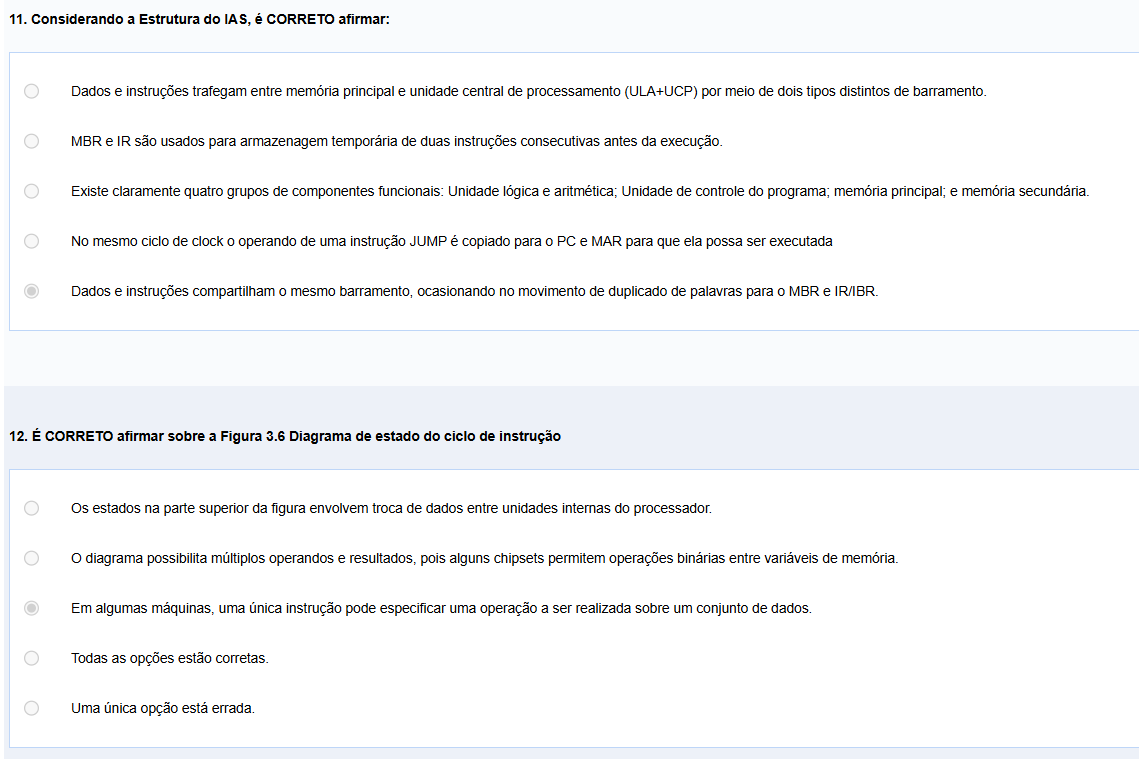 11. Considerando a Estrutura do IAS, é CORRETO afirmar:
Dados e instruções trafegam entre memória principal e unidade central de processamento (ULA+UCP) por meio de dois tipos distintos de barramento.
MBR e IR são usados para armazenagem temporária de duas instruções consecutivas antes da execução.
Existe claramente quatro grupos de componentes funcionais: Unidade lógica e aritmética; Unidade de controle do programa; memória principal; e memória secundária.
No mesmo ciclo de clock o operando de uma instrução JUMP é copiado para o PC e MAR para que ela possa ser executada
Dados e instruções compartilham o mesmo barramento, ocasionando no movimento de duplicado de palavras para o MBR e IR/IBR.
12. É CORRETO afirmar sobre a Figura 3.6 Diagrama de estado do ciclo de instrução
Os estados na parte superior da figura envolvem troca de dados entre unidades internas do processador.
O diagrama possibilita múltiplos operandos e resultados, pois alguns chipsets permitem operações binárias entre variáveis de memória.
Em algumas máquinas, uma única instrução pode especificar uma operação a ser realizada sobre um conjunto de dados.
Todas as opções estão corretas.
Uma única opção está errada.